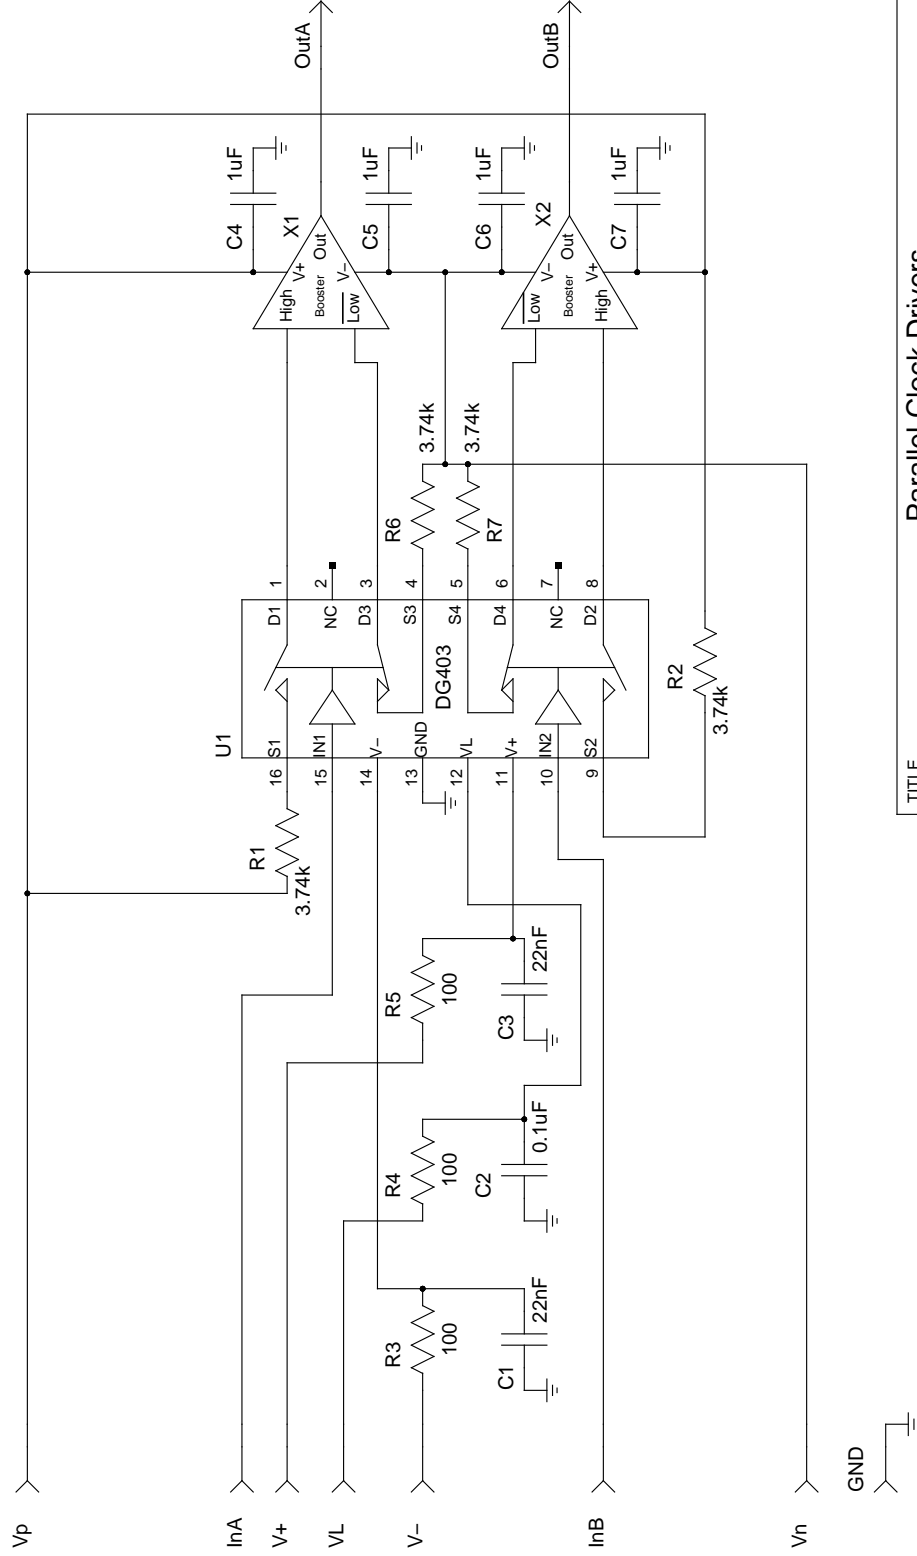 Vp
InA
V+
VL
V−
InB
Vn
GND
R3
100
C1
22nF
R4
100
C2
0.1uF
R5
100
C3
22nF
R1
3.74k
U1
DG403
16
S1
15
IN1
14
V−
13
GND
12
VL
11
V+
10
IN2
9
S2
D1
1
NC
2
D3
3
S3
4
S4
5
D4
6
NC
7
D2
8
R2
3.74k
R6
3.74k
R7
3.74k
High
V+
Booster
Out
Low
V−
X1
C4
1uF
C5
1uF
OutA
Low
V−
Booster
Out
High
V+
X2
C6
1uF
C7
1uF
OutB
TITLE
Parallel Clock Drivers